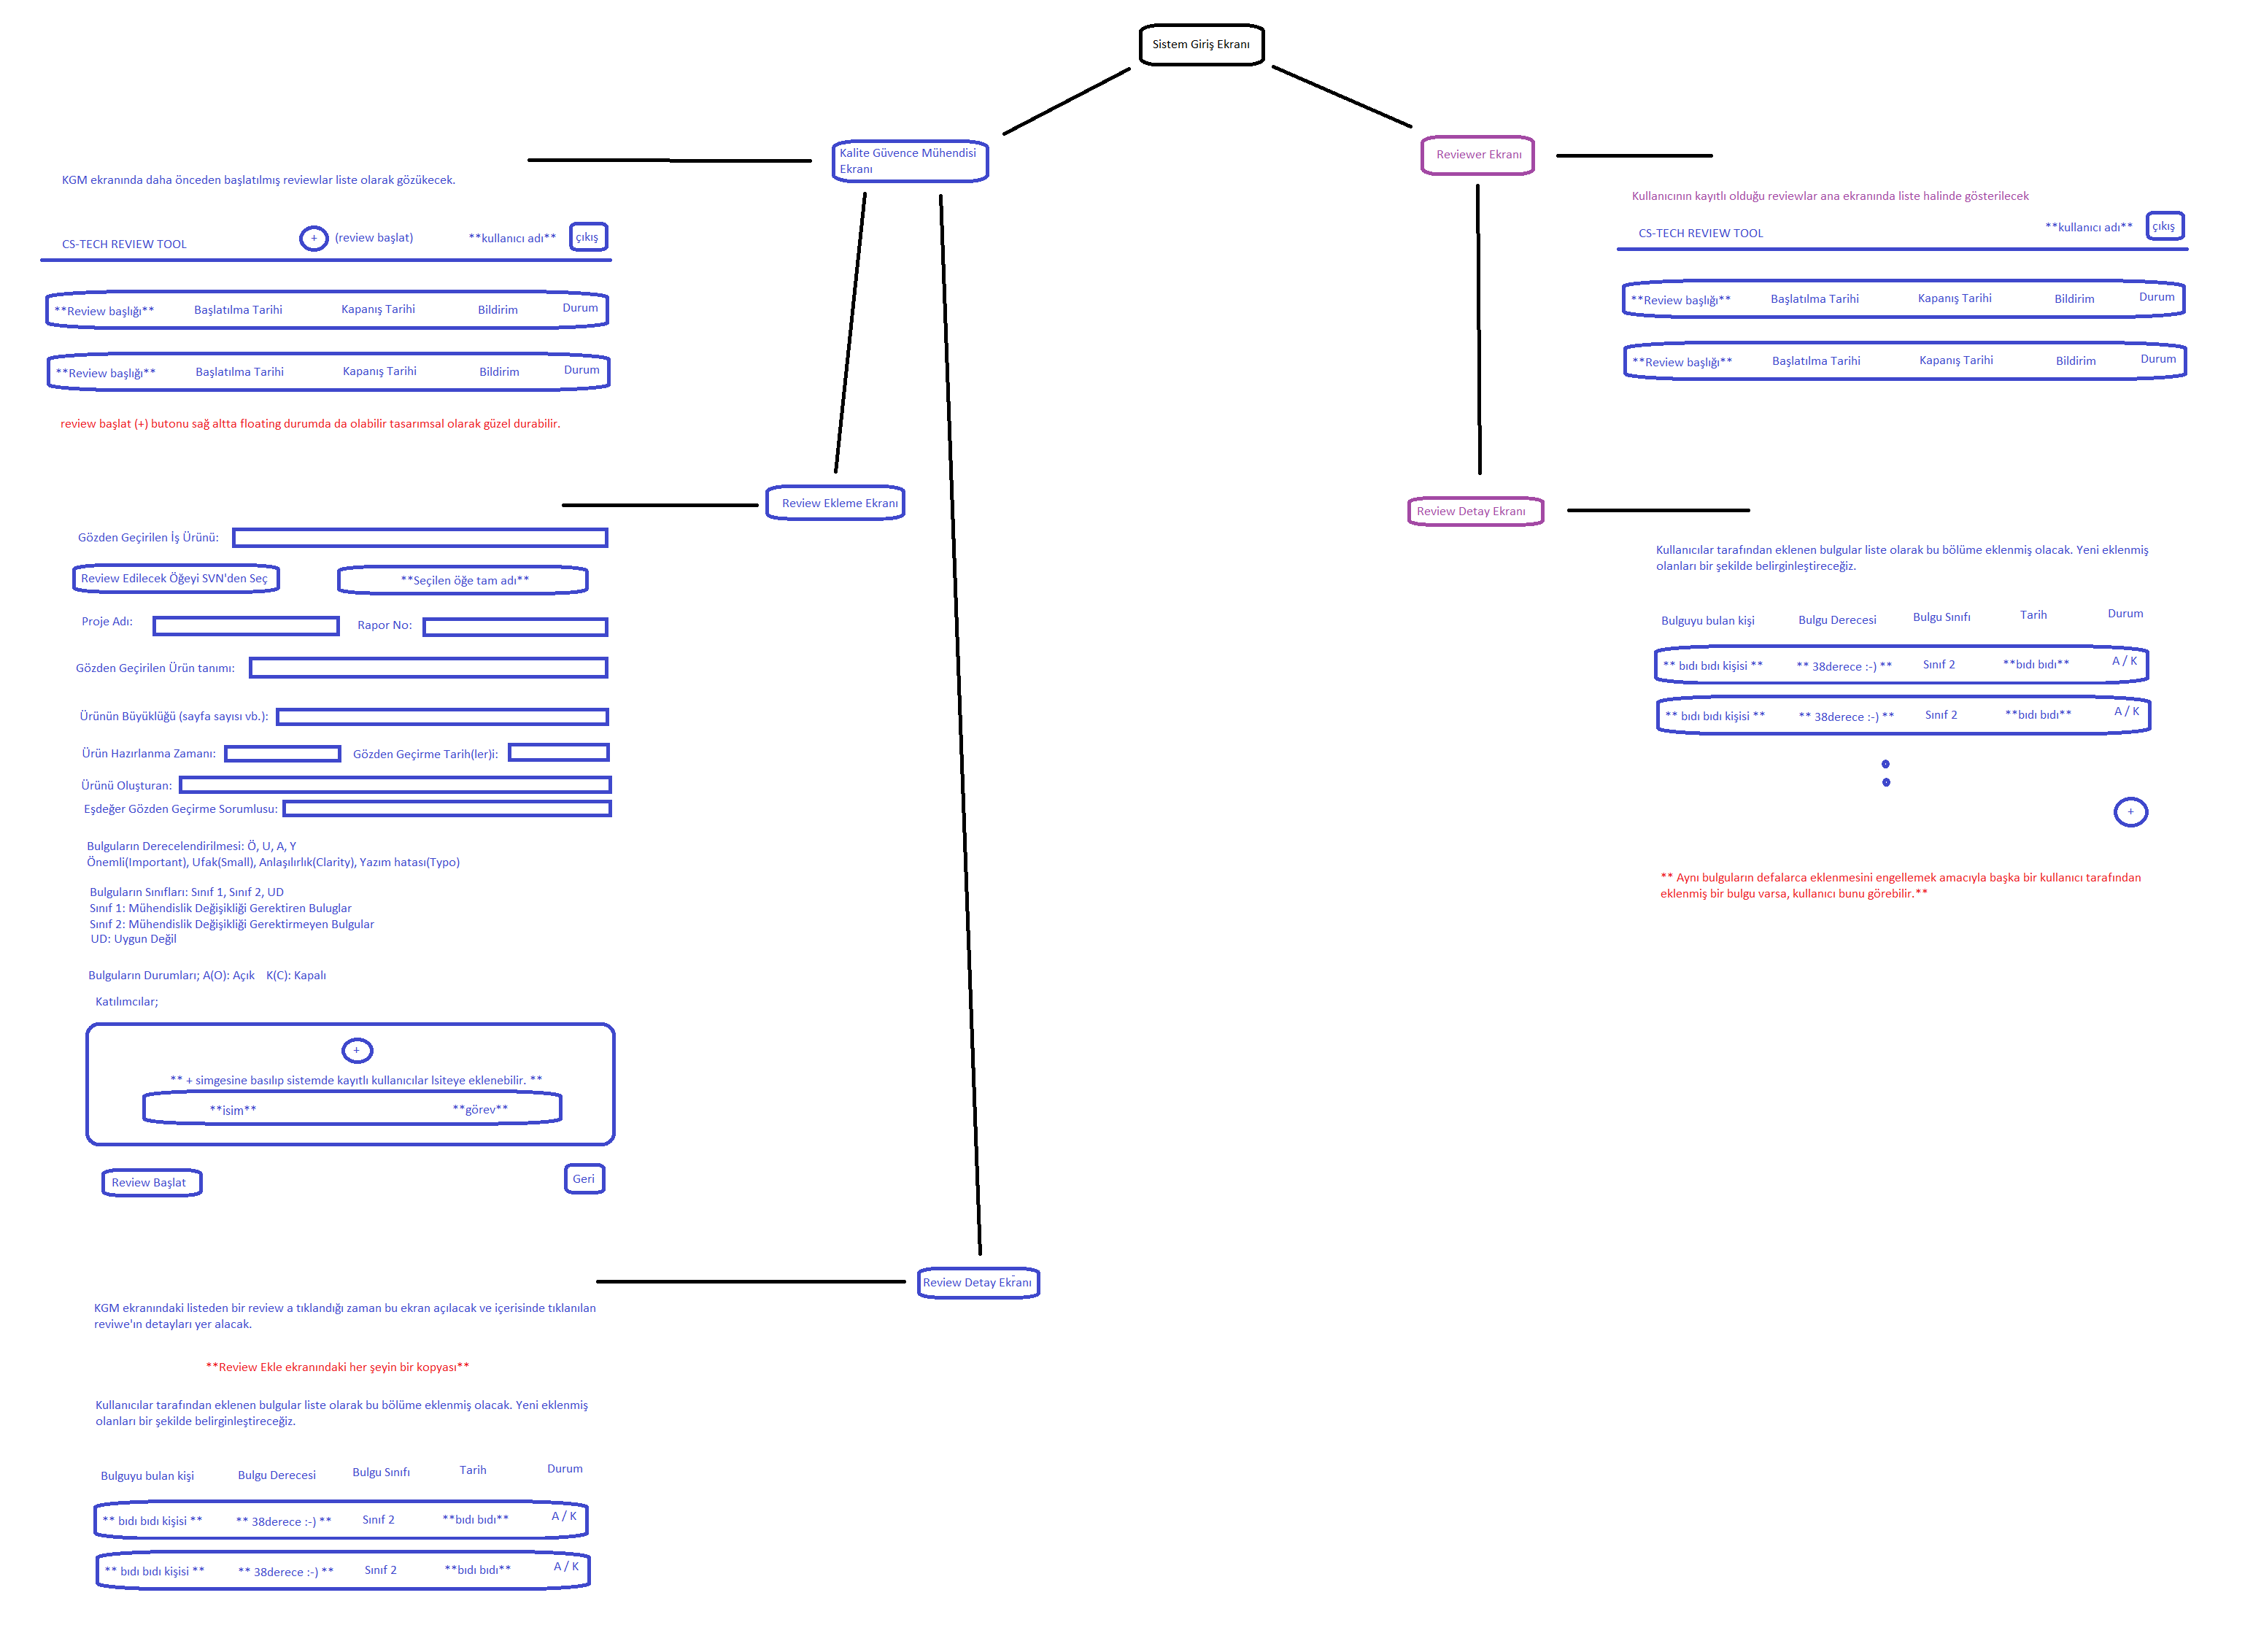 Sistem Giriş Ekranı
Kalite Güvence Mühendisi
Ekranı
KGM ekranında daha önceden başlatılmış reviewlar liste olarak gözükecek.
CS-TECH REVIEW TOOL + (review başlat) **kullanıcı adı** çıkış
**Review başlığı** Başlatılma Tarihi Kapanış Tarihi Bildirim Durum
**Review başlığı** Başlatılma Tarihi Kapanış Tarihi Bildirim Durum
review başlat (+) butonu sağ altta floating durumda da olabilir tasarımsal olarak güzel durabilir.
Review Ekleme Ekranı
Gözden Geçirilen İş Ürünü:
Review Edilecek Öğeyi SVN'den Seç **Seçilen öğe tam adı**
Proje Adı: Rapor No:
Gözden Geçirilen Ürün tanımı:
Ürünün Büyüklüğü (sayfa sayısı vb.):
Ürün Hazırlanma Zamanı: Gözden Geçirme Tarih(ler)i:
Ürünü Oluşturan:
Eşdeğer Gözden Geçirme Sorumlusu:
Bulguların Derecelendirilmesi: Ö, U, A, Y
Önemli(Important), Ufak(Small), Anlaşılırlık(Clarity), Yazım hatası(Typo)
Bulguların Sınıfları: Sınıf 1, Sınıf 2, UD
Sınıf 1: Mühendislik Değişikliği Gerektiren Buluglar
Sınıf 2: Mühendislik Değişikliği Gerektirmeyen Bulgular
UD: Uygun Değil
Bulguların Durumları; A(O): Açık K(C): Kapalı
Katılımcılar;
+
** + simgesine basılıp sistemde kayıtlı kullanıcılar lsiteye eklenebilir. **
**isim** **görev**
Review Başlat Geri
Review Detay Ekranı
KGM ekranındaki listeden bir review a tıklandığı zaman bu ekran açılacak ve içerisinde tıklanılan
reviwe'ın detayları yer alacak.
**Review Ekle ekranındaki her şeyin bir kopyası**
Kullanıcılar tarafından eklenen bulgular liste olarak bu bölüme eklenmiş olacak. Yeni eklenmiş
olanları bir şekilde belirginleştireceğiz.
Bulguyu bulan kişi Bulgu Derecesi Bulgu Sınıfı Tarih Durum
** bıdı bıdı kişisi ** ** 38derece :-) ** Sınıf 2 **bıdı bıdı** A / K
** bıdı bıdı kişisi ** ** 38derece :-) ** Sınıf 2 **bıdı bıdı** A / K
Reviewer Ekranı
Kullanıcının kayıtlı olduğu reviewlar ana ekranında liste halinde gösterilecek
CS-TECH REVIEW TOOL **kullanıcı adı** çıkış
**Review başlığı** Başlatılma Tarihi Kapanış Tarihi Bildirim Durum
**Review başlığı** Başlatılma Tarihi Kapanış Tarihi Bildirim Durum
Review Detay Ekranı
Kullanıcılar tarafından eklenen bulgular liste olarak bu bölüme eklenmiş olacak. Yeni eklenmiş
olanları bir şekilde belirginleştireceğiz.
Bulguyu bulan kişi Bulgu Derecesi Bulgu Sınıfı Tarih Durum
** bıdı bıdı kişisi ** ** 38derece :-) ** Sınıf 2 **bıdı bıdı** A / K
** bıdı bıdı kişisi ** ** 38derece :-) ** Sınıf 2 **bıdı bıdı** A / K
+
** Aynı bulguların defalarca eklenmesini engellemek amacıyla başka bir kullanıcı tarafından
eklenmiş bir bulgu varsa, kullanıcı bunu görebilir.**